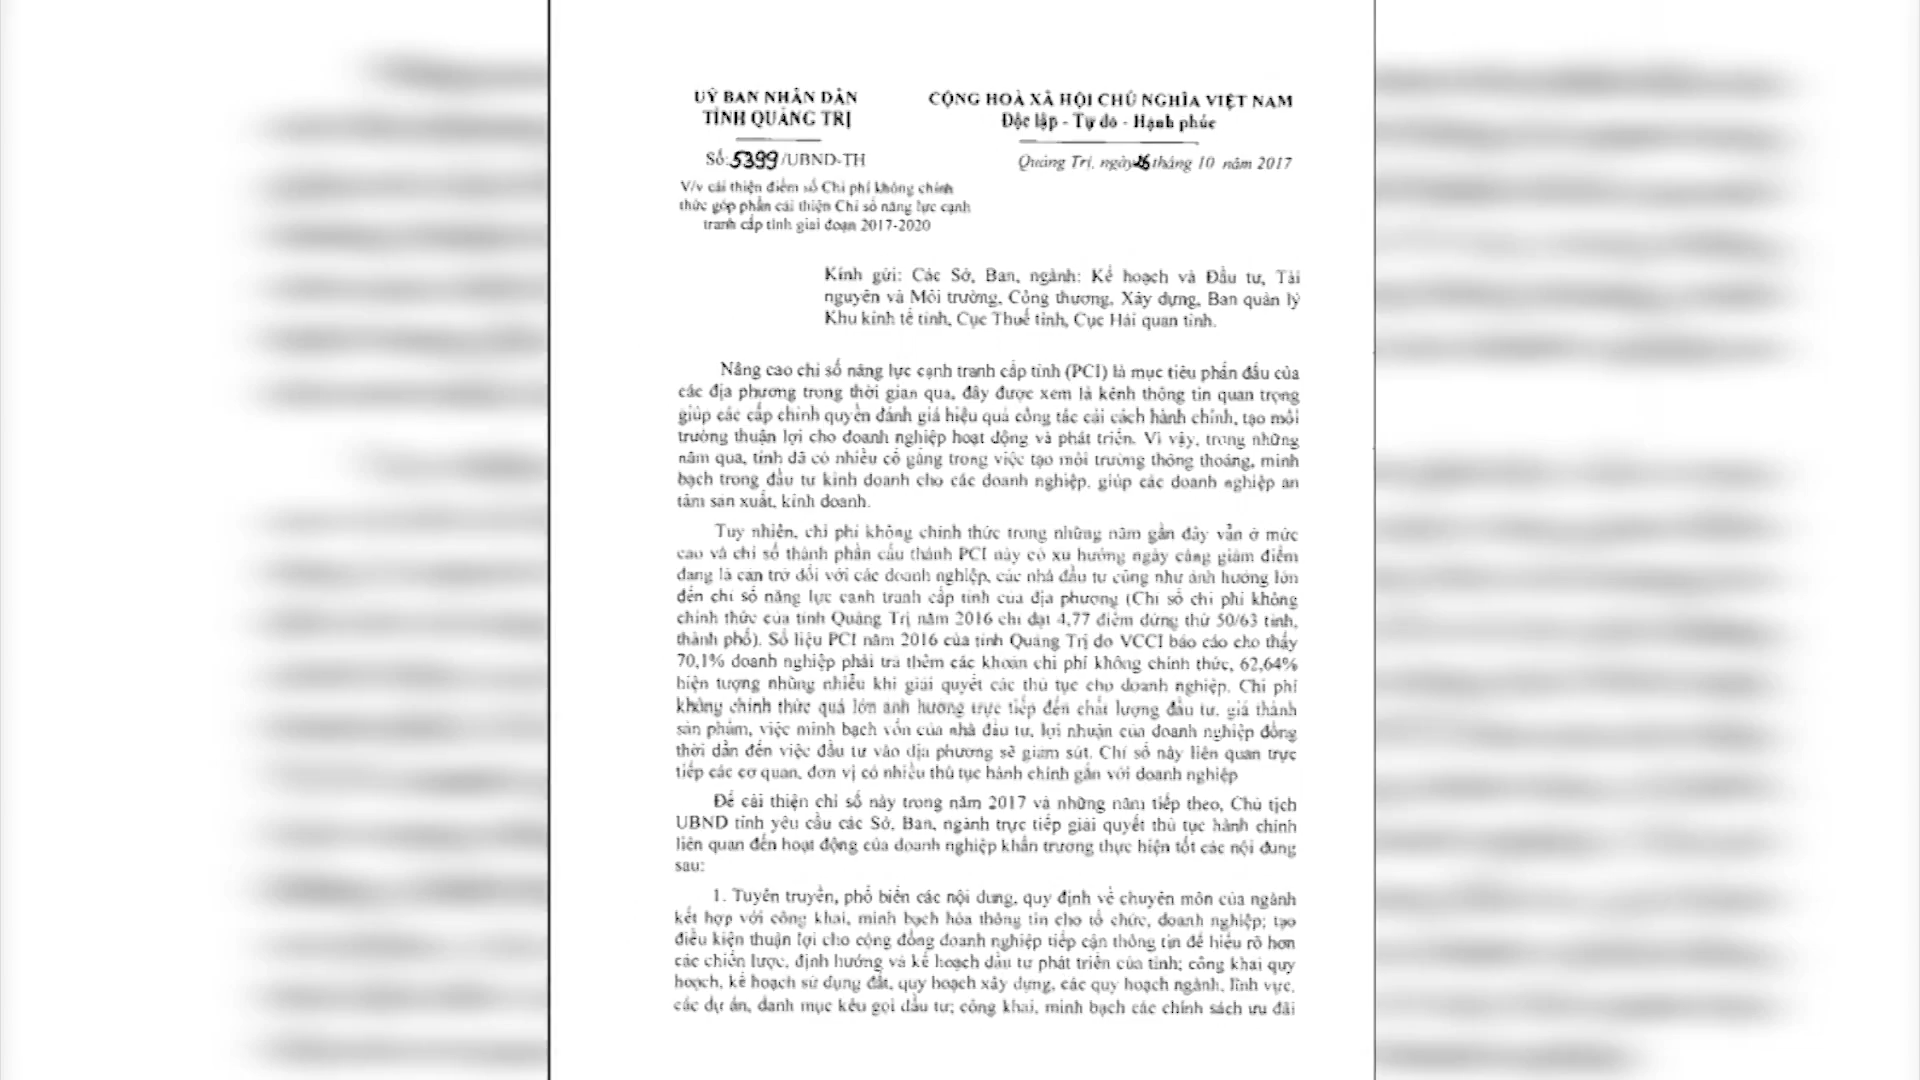 UỶ BAN NHÂN DÂN
TỈNH QUẢNG TRỊ
CỘNG HOÀ XÃ HỘI CHỦ NGHĨA VIỆT NAM
Độc lập - Tự do - Hạnh phúc
Số: 5399/UBND-TH
Quảng Trị, ngày 26 tháng 10 năm 2017
V/v cải thiện điểm số Chi phí không chính
thức góp phần cải thiện Chỉ số năng lực cạnh
tranh cấp tỉnh giai đoạn 2017-2020
Kính gửi: Các Sở, Ban, ngành: Kế hoạch và Đầu tư, Tài
nguyên và Môi trường, Công thương, Xây dựng, Ban quản lý
Khu kinh tế tỉnh, Cục Thuế tỉnh, Cục Hải quan tỉnh.
Nâng cao chỉ số năng lực cạnh tranh cấp tỉnh (PCI) là mục tiêu phấn đấu của
các địa phương trong thời gian qua, đây được xem là kênh thông tin quan trọng
giúp các cấp chính quyền đánh giá hiệu quả công tác cải cách hành chính, tạo môi
trường thuận lợi cho doanh nghiệp hoạt động và phát triển. Vì vậy, trong những
năm qua, tỉnh đã có nhiều cố gắng trong việc tạo môi trường thông thoáng, minh
bạch trong đầu tư kinh doanh cho các doanh nghiệp, giúp các doanh nghiệp an
tâm sản xuất, kinh doanh.
Tuy nhiên, chi phí không chính thức trong những năm gần đây vẫn ở mức
cao và chỉ số thành phần cấu thành PCI này có xu hướng ngày càng giảm điểm
đang là cản trở đối với các doanh nghiệp, các nhà đầu tư cũng như ảnh hưởng lớn
đến chỉ số năng lực cạnh tranh cấp tỉnh của địa phương (Chỉ số chi phí không
chính thức của tỉnh Quảng Trị năm 2016 chỉ đạt 4,77 điểm đứng thứ 50/63 tỉnh,
thành phố). Số liệu PCI năm 2016 của tỉnh Quảng Trị do VCCI báo cáo cho thấy
70,1% doanh nghiệp phải trả thêm các khoản chi phí không chính thức, 62,64%
hiện tượng nhũng nhiễu khi giải quyết các thủ tục cho doanh nghiệp. Chi phí
không chính thức quá lớn ảnh hưởng trực tiếp đến chất lượng đầu tư, giá thành
sản phẩm, việc minh bạch vốn của nhà đầu tư, lợi nhuận của doanh nghiệp đồng
thời dẫn đến việc đầu tư vào địa phương sẽ giảm sút. Chỉ số này liên quan trực
tiếp các cơ quan, đơn vị có nhiều thủ tục hành chính gắn với doanh nghiệp
Để cải thiện chỉ số này trong năm 2017 và những năm tiếp theo, Chủ tịch
UBND tỉnh yêu cầu các Sở, Ban, ngành trực tiếp giải quyết thủ tục hành chính
liên quan đến hoạt động của doanh nghiệp khẩn trương thực hiện tốt các nội dung
sau:
1. Tuyên truyền, phổ biến các nội dung, quy định về chuyên môn của ngành
kết hợp với công khai, minh bạch hóa thông tin cho tổ chức, doanh nghiệp; tạo
điều kiện thuận lợi cho cộng đồng doanh nghiệp tiếp cận thông tin để hiểu rõ hơn
các chiến lược, định hướng và kế hoạch đầu tư phát triển của tỉnh; công khai quy
hoạch, kế hoạch sử dụng đất, quy hoạch xây dựng, các quy hoạch ngành, lĩnh vực,
các dự án, danh mục kêu gọi đầu tư; công khai, minh bạch các chính sách ưu đãi